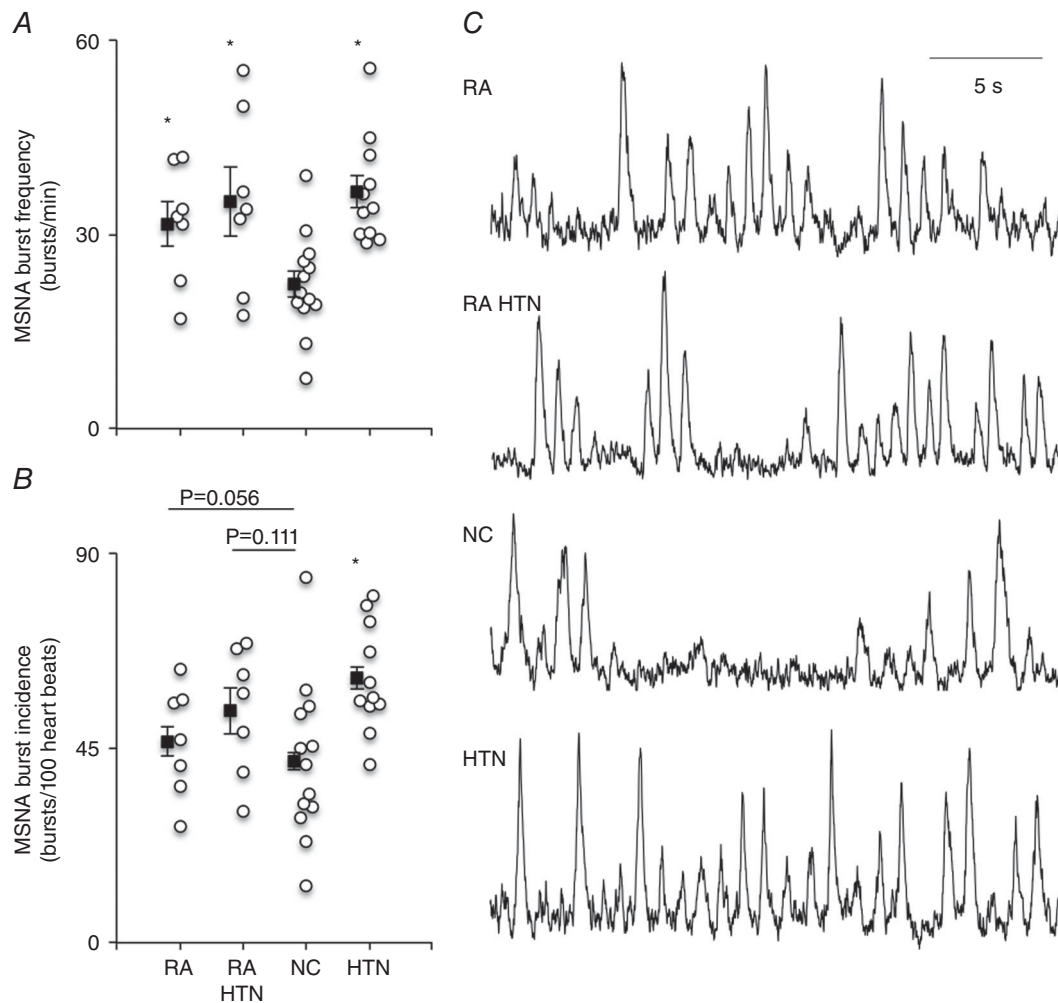 A
60
30
0
MSNA burst frequency
(bursts/min)
*
*
*
B
P=0.056
P=0.111
*
90
45
0
MSNA burst incidence
(bursts/100 heart beats)
RA
RA
HTN
NC
HTN
C
5 s
RA
RA HTN
NC
HTN